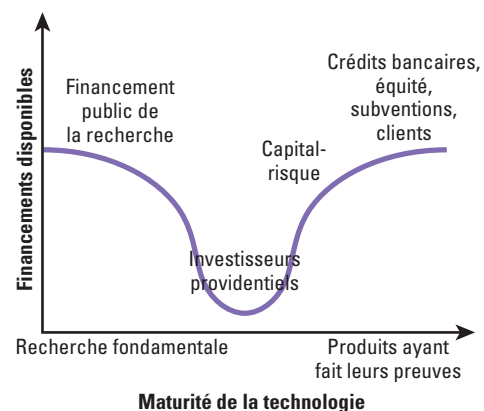 Financements disponibles
Financement
public de
la recherche
Crédits bancaires,
équité,
subventions,
clients
Capital-
risque
Investisseurs
providentiels
Recherche fondamentale
Produits ayant
fait leurs preuves
Maturité de la technologie